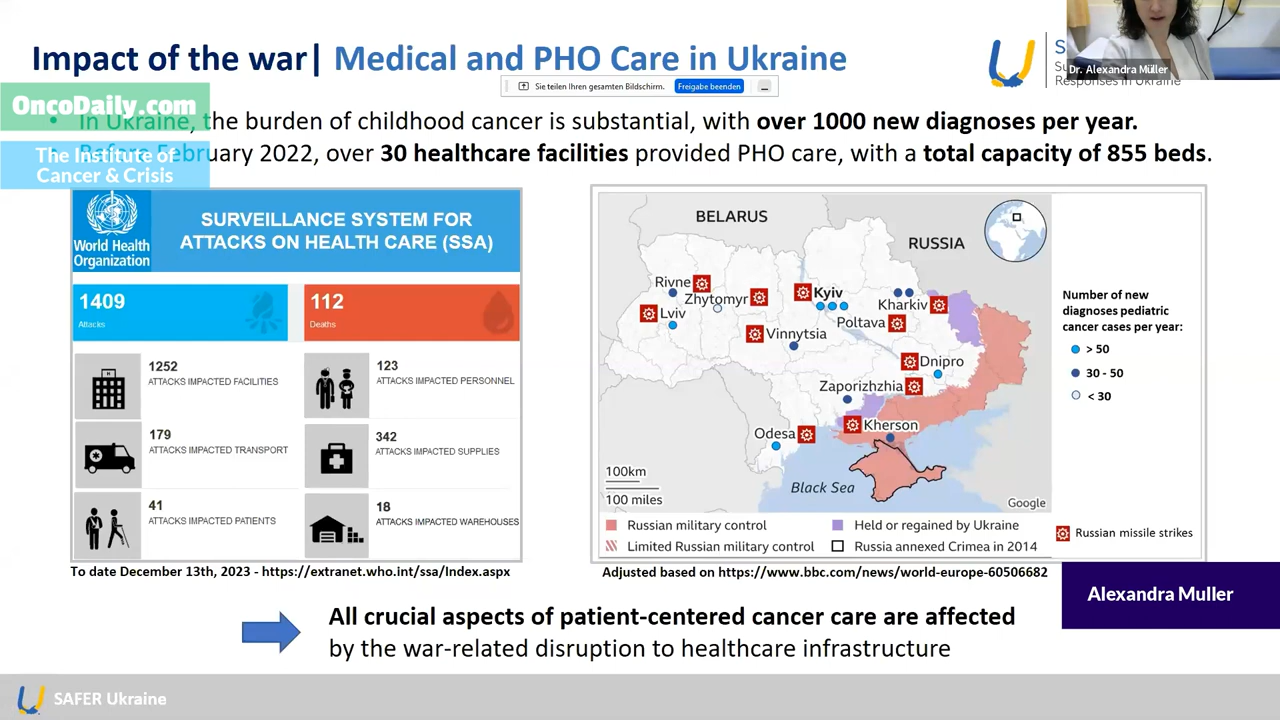 Impact of the war| Medical and PHO Care in Ukraine
Dr. Alexandra Müller
Responses in Ukraine
Sie teilen Ihren gesamten Bildschirm. Freigabe beenden
OncoDaily.com
The Institute of
Cancer & Crisis
• In Ukraine, the burden of childhood cancer is substantial, with over 1000 new diagnoses per year.
Before February 2022, over 30 healthcare facilities provided PHO care, with a total capacity of 855 beds.
World Health
Organization
SURVEILLANCE SYSTEM FOR
ATTACKS ON HEALTH CARE (SSA)
1409
Attacks
112
Deaths
1252
ATTACKS IMPACTED FACILITIES
123
ATTACKS IMPACTED PERSONNEL
179
ATTACKS IMPACTED TRANSPORT
342
ATTACKS IMPACTED SUPPLIES
41
ATTACKS IMPACTED PATIENTS
18
ATTACKS IMPACTED WAREHOUSES
To date December 13th, 2023 - https://extranet.who.int/ssa/Index.aspx
BELARUS
RUSSIA
Rivne
Zhytomyr
Kyiv
Kharkiv
Lviv
Poltava
Vinnytsia
Dnipro
Zaporizhzhia
Kherson
Odesa
100km
100 miles
Black Sea
Google
Number of new
diagnoses pediatric
cancer cases per year:
> 50
30 - 50
< 30
Russian military control
Held or regained by Ukraine
Limited Russian military control
Russia annexed Crimea in 2014
Russian missile strikes
Adjusted based on https://www.bbc.com/news/world-europe-60506682
Alexandra Muller
All crucial aspects of patient-centered cancer care are affected
by the war-related disruption to healthcare infrastructure
SAFER Ukraine